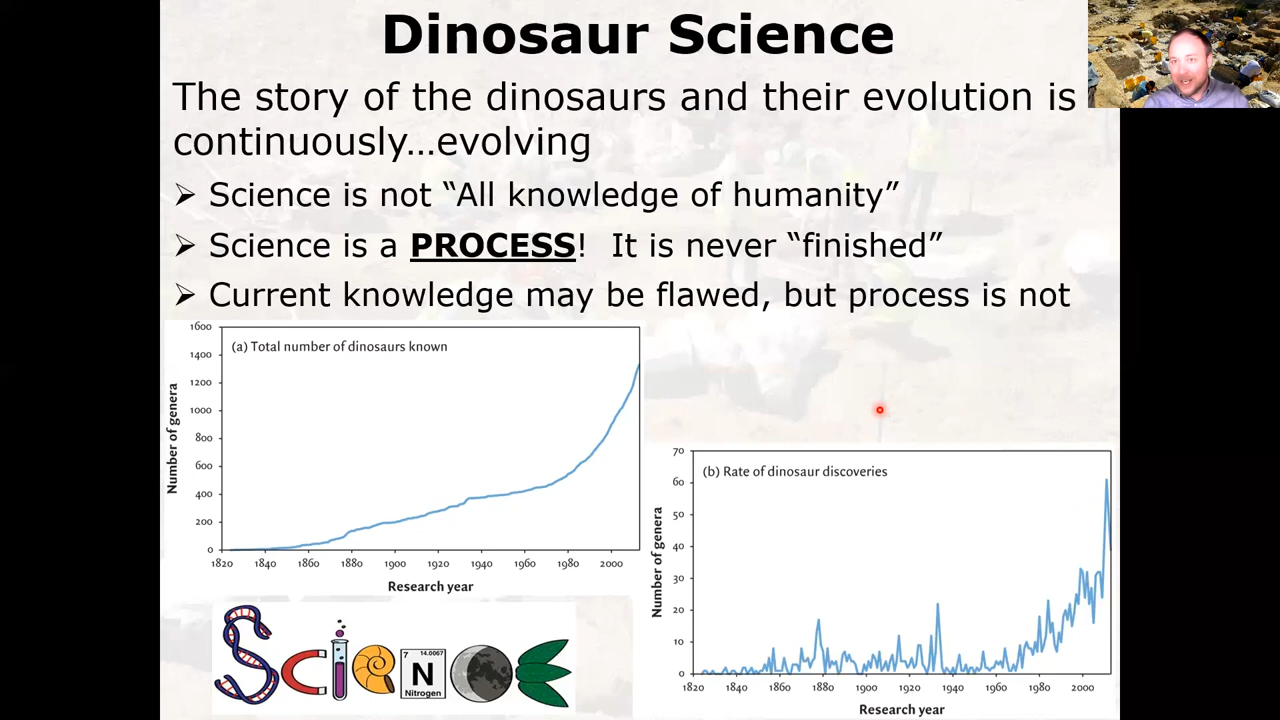 Dinosaur Science
The story of the dinosaurs and their evolution is
continuously…evolving
➢ Science is not “All knowledge of humanity”
➢ Science is a PROCESS!  It is never “finished”
➢ Current knowledge may be flawed, but process is not
(a) Total number of dinosaurs known
Number of genera
1600
1400
1200
1000
800
600
400
200
0
1820 1840 1860 1880 1900 1920 1940 1960 1980 2000
Research year
(b) Rate of dinosaur discoveries
Number of genera
70
60
50
40
30
20
10
0
1820 1840 1860 1880 1900 1920 1940 1960 1980 2000
Research year
Science
7 14.0067
N
Nitrogen